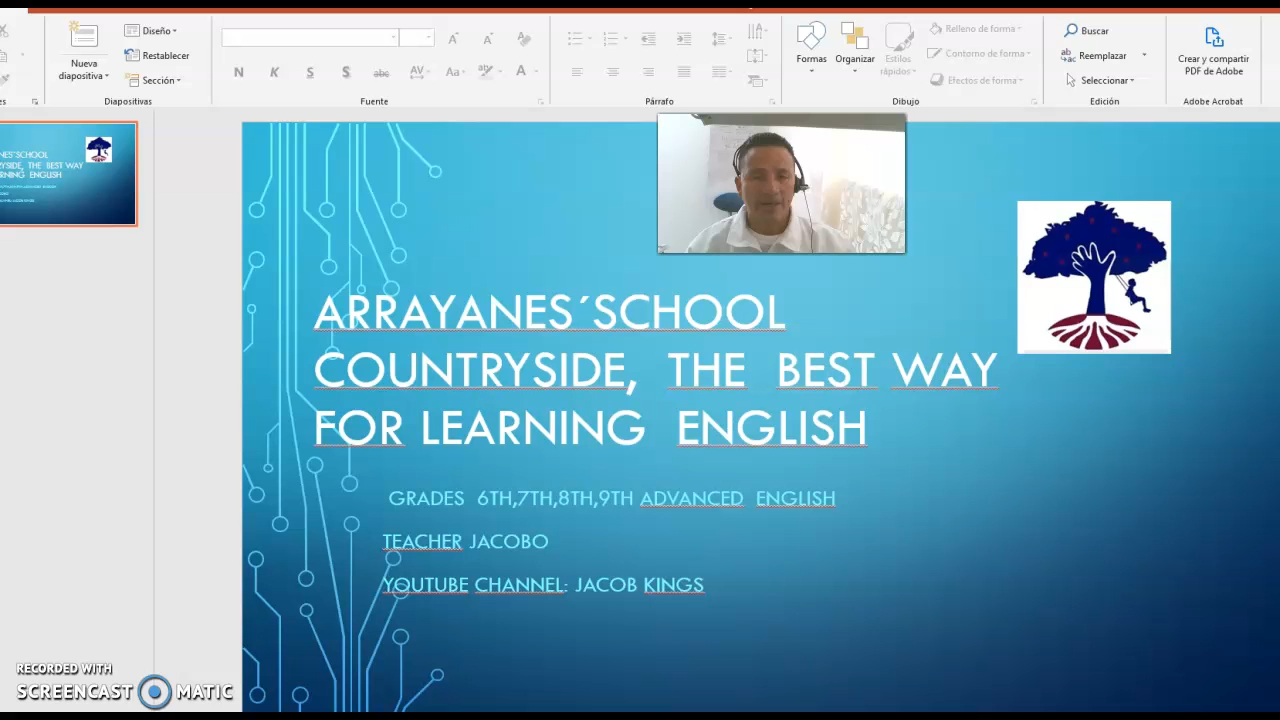 Diseño
Nueva
diapositiva
Restablecer
Sección
Diapositivas
N K S S abc AV Aa A
Fuente
Párrafo
Formas
Organizar
Estilos
rápidos
Relleno de forma
Contorno de forma
Efectos de forma
Dibujo
Buscar
Reemplazar
Seleccionar
Edición
Crear y compartir
PDF de Adobe
Adobe Acrobat
ARRAYANES´SCHOOL
COUNTRYSIDE, THE BEST WAY
FOR LEARNING ENGLISH
GRADES 6TH,7TH,8TH,9TH ADVANCED ENGLISH
TEACHER JACOBO
YOUTUBE CHANNEL: JACOB KINGS
RECORDED WITH
SCREENCAST MATIC